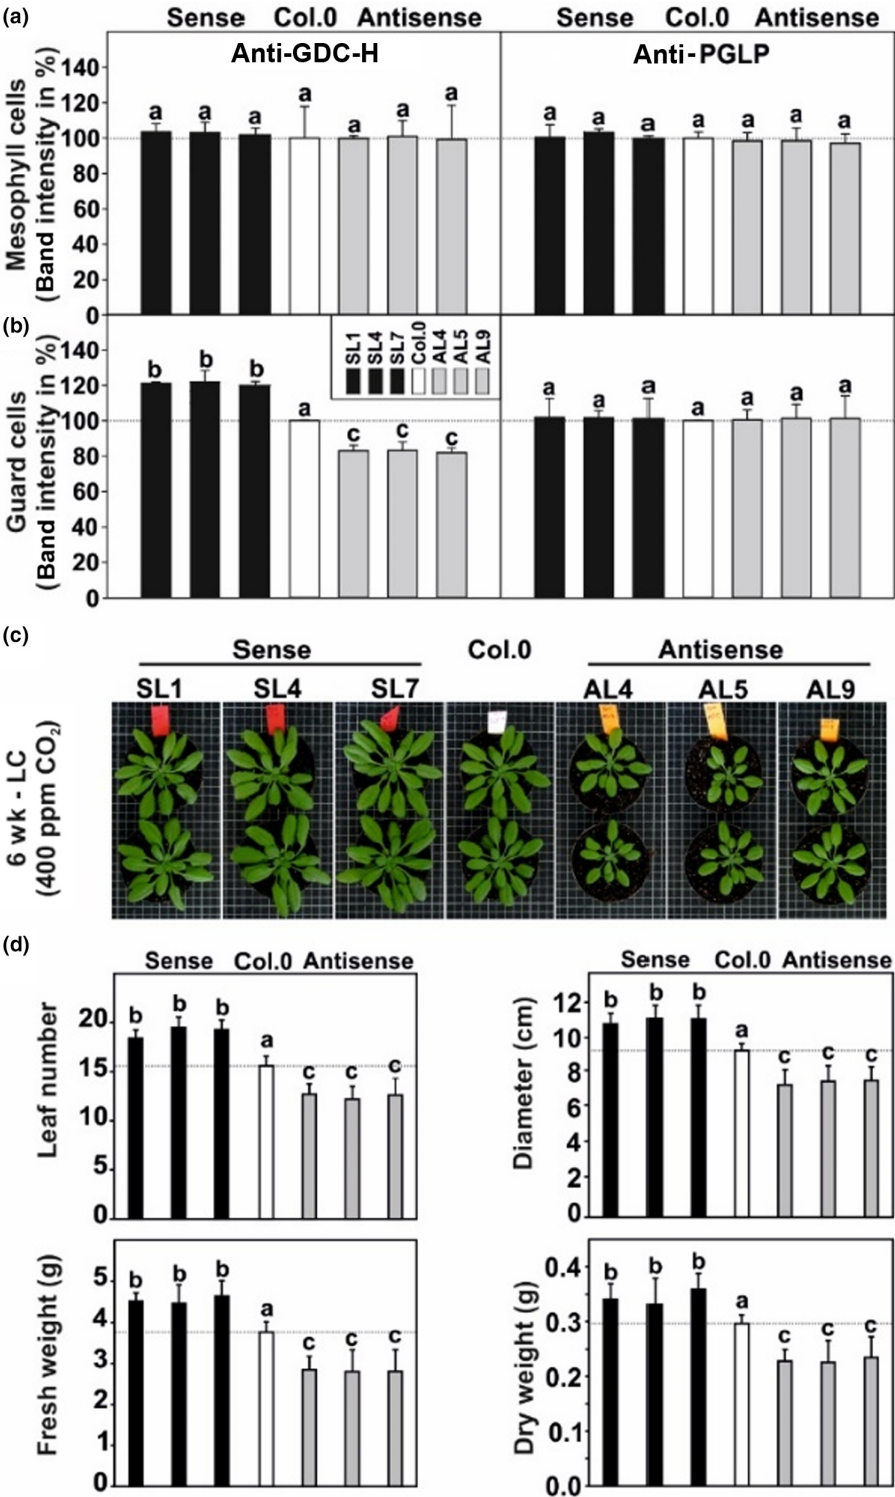 (a)
Sense Col.0 Antisense Sense Col.0 Antisense
Anti-GDC-H Anti-PGLP
Mesophyll cells
(Band intensity in %)
140
120
100
80
60
40
20
0
a a a a a a a a a a a a a a
(b)
Guard cells
(Band intensity in %)
140
120
100
80
60
40
20
0
b b b a c c c a a a a a a a
SL1
SL4
SL7
Col.0
AL4
AL5
AL9
(c)
Sense Col.0 Antisense
SL1 SL4 SL7 AL4 AL5 AL9
6 wk - LC
(400 ppm CO2)
(d)
Sense Col.0 Antisense
Leaf number
20
15
10
5
0
b b b a c c c
Sense Col.0 Antisense
Diameter (cm)
12
10
8
6
4
2
0
b b b a c c c
Fresh weight (g)
5
4
3
2
1
0
b b b a c c c
Dry weight (g)
0.4
0.3
0.2
0.1
0.0
b b b a c c c